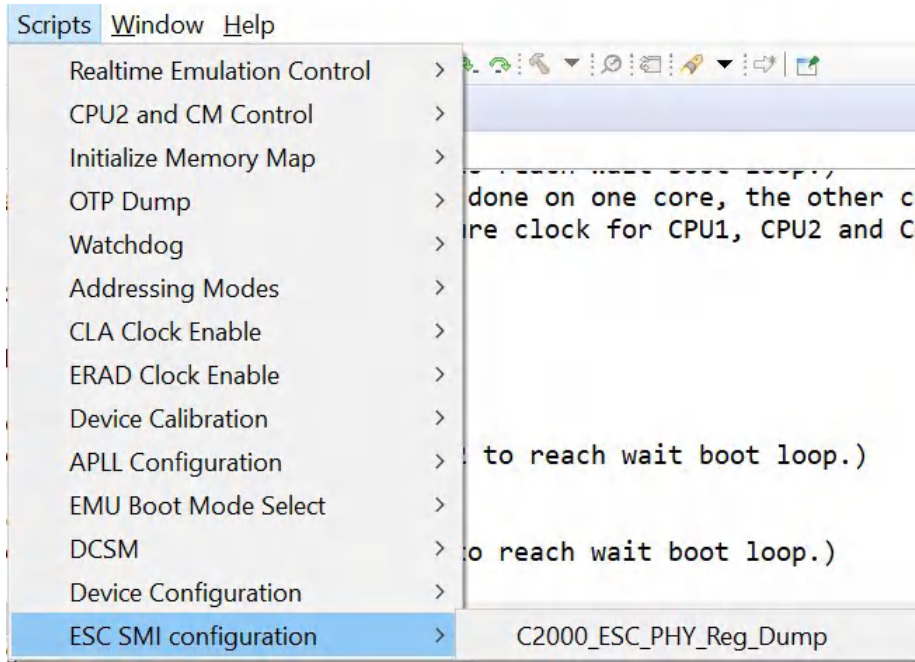 Scripts Window Help
Realtime Emulation Control
CPU2 and CM Control
Initialize Memory Map
OTP Dump
done on one core, the other c
Watchdog
re clock for CPU1, CPU2 and C
Addressing Modes
CLA Clock Enable
ERAD Clock Enable
Device Calibration
APLL Configuration
to reach wait boot loop.)
EMU Boot Mode Select
DCSM
to reach wait boot loop.)
Device Configuration
ESC SMI configuration
C2000_ESC_PHY_Reg_Dump